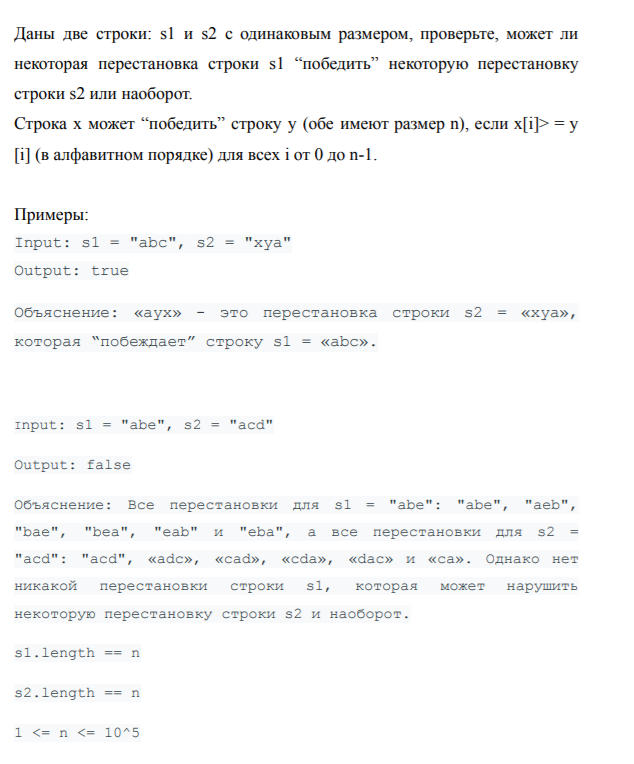 Даны две строки: s1 и s2 с одинаковым размером, проверьте, может ли
некоторая перестановка строки s1 “победить” некоторую перестановку
строки s2 или наоборот.
Строка x может “победить” строку y (обе имеют размер n), если x[i]> = y
[i] (в алфавитном порядке) для всех i от 0 до n-1.
Примеры:
Input: s1 = "abc", s2 = "xya"
Output: true
Объяснение: «ayx» - это перестановка строки s2 = «xya»,
которая “побеждает” строку s1 = «abc».
Input: s1 = "abe", s2 = "acd"
Output: false
Объяснение: Все перестановки для s1 = "abe": "abe", "aeb",
"bae", "bea", "eab" и "eba", а все перестановки для s2 =
"acd": "acd", «adc», «cad», «cda», «dac» и «ca». Однако нет
никакой перестановки строки s1, которая может нарушить
некоторую перестановку строки s2 и наоборот.
s1.length == n
s2.length == n
1 <= n <= 10^5